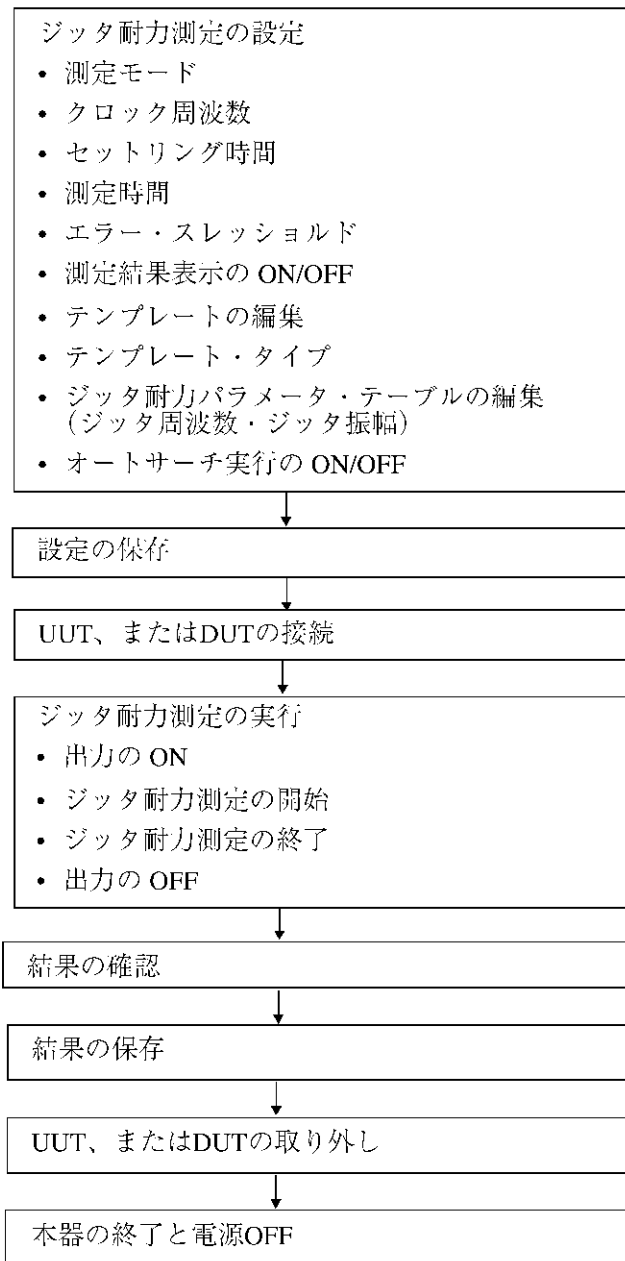 ジッタ耐力測定の設定
• 測定モード
• クロック周波数
• セットリング時間
• 測定時間
• エラー・スレッショルド
• 測定結果表示の ON/OFF
• テンプレートの編集
• テンプレート・タイプ
• ジッタ耐力パラメータ・テーブルの編集
（ジッタ周波数・ジッタ振幅）
• オートサーチ実行の ON/OFF
設定の保存
UUT、またはDUTの接続
ジッタ耐力測定の実行
• 出力の ON
• ジッタ耐力測定の開始
• ジッタ耐力測定の終了
• 出力の OFF
結果の確認
結果の保存
UUT、またはDUTの取り外し
本器の終了と電源OFF